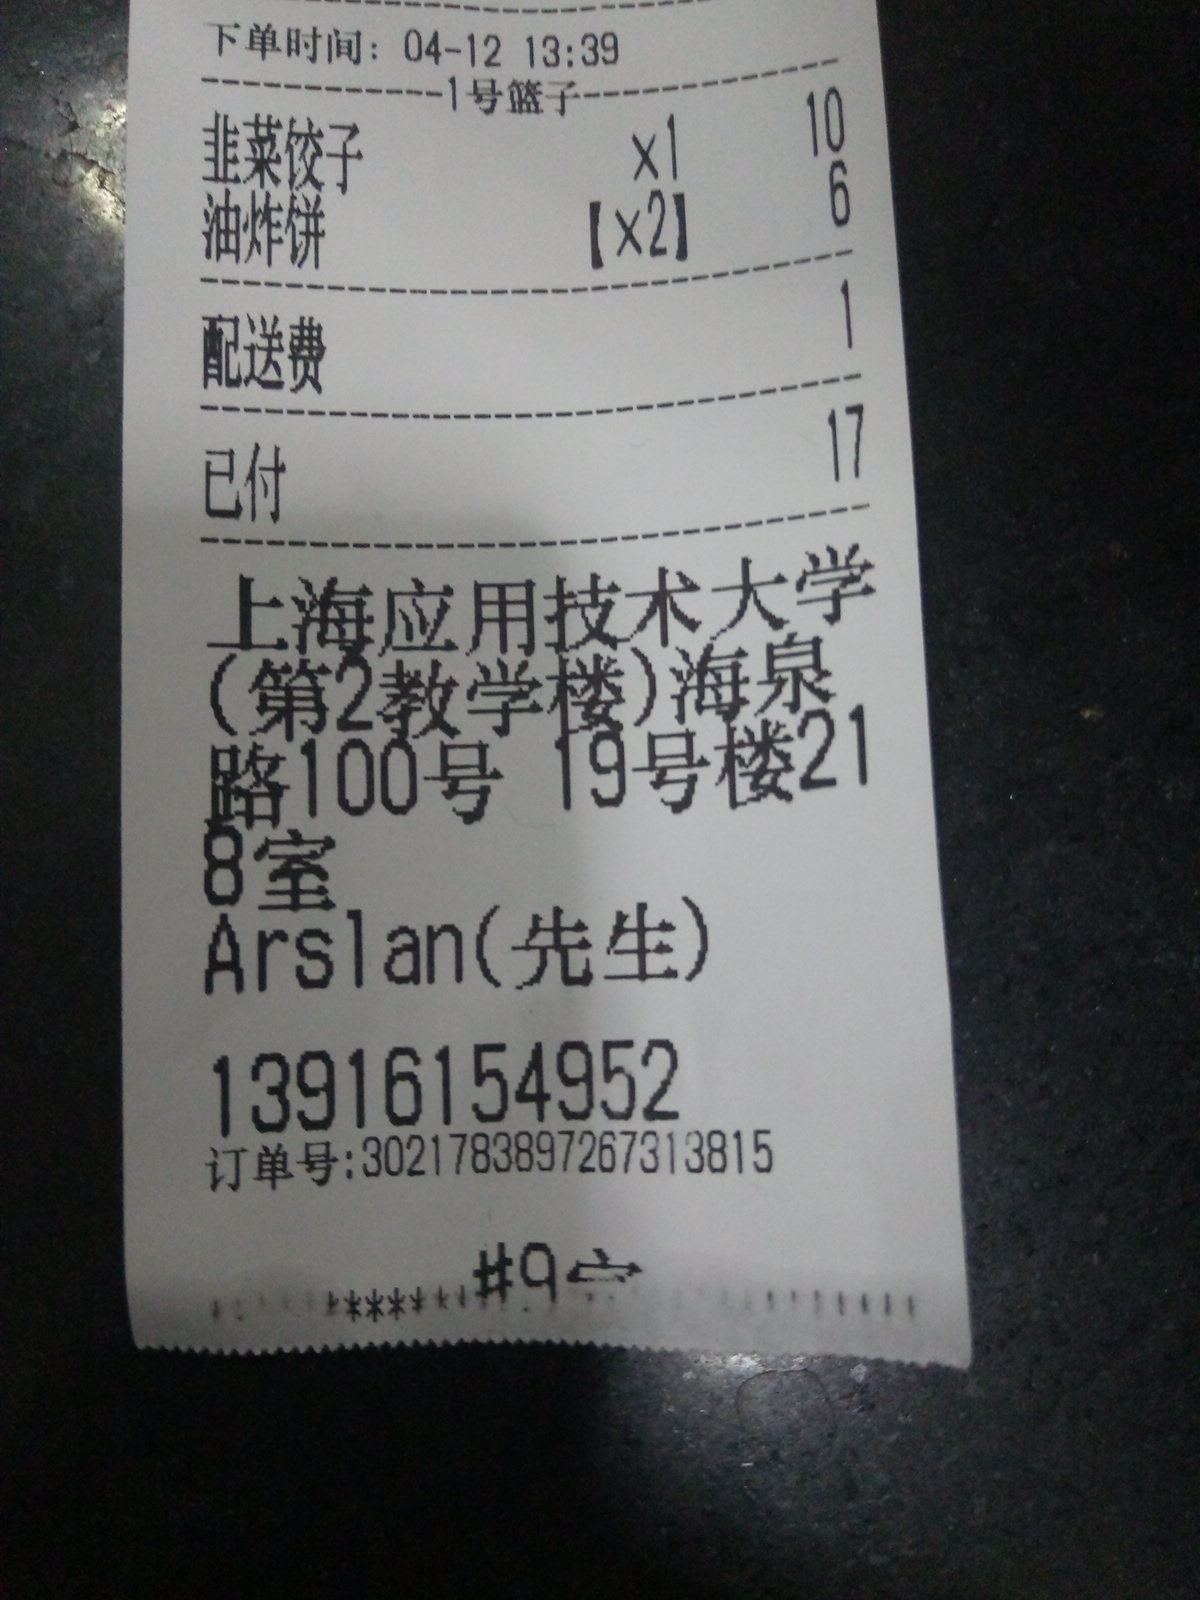 下单时间: 04-12 13:39
------------1号篮子------------
韭菜饺子 x1 10
油炸饼 【x2】 6
配送费 1
已付 17
上海应用技术大学
(第2教学楼)海泉
路100号 19号楼21
8室
Arslan(先生)
13916154952
订单号:3021783897267313815
#9